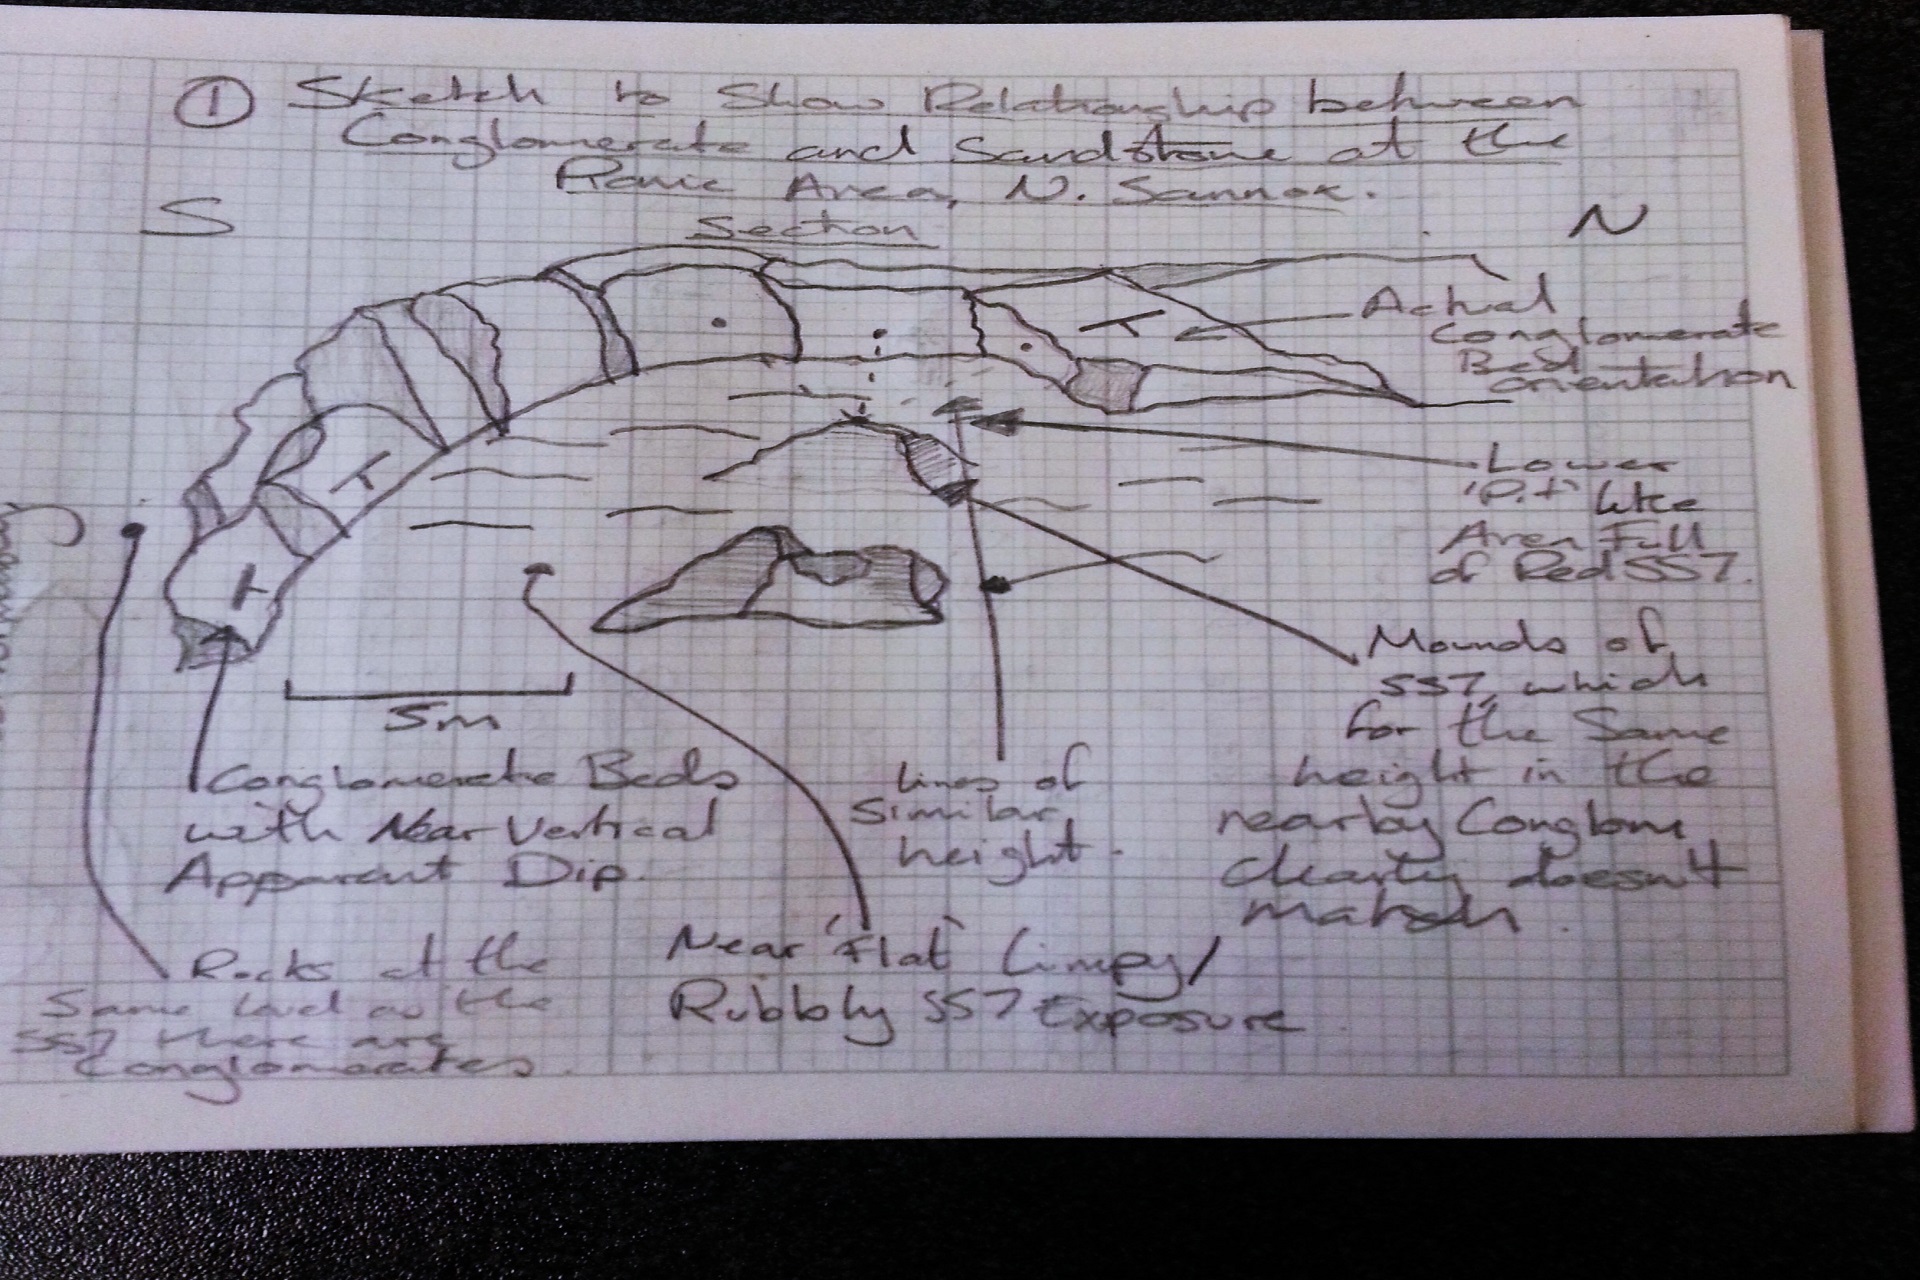 ① Sketch to Show Relationship between
Conglomerate and Sandstone at the
Area, N. Sannox.
Section
S
N
Actual
Conglomerate
Bed
orientation
Lower
'Pit' like
Area Full
of Red SST.
Mounds of
SST, which
for the Same
height in the
nearby Conglom
clearly doesn't
match.
5m
Conglomerate Beds
with Near Vertical
Apparent Dip.
lines of
Similar
height.
Near 'Flat' Lumpy/
Rubbly SST Exposure
Rocks at the
Same level as the
SST there are
Conglomerates.